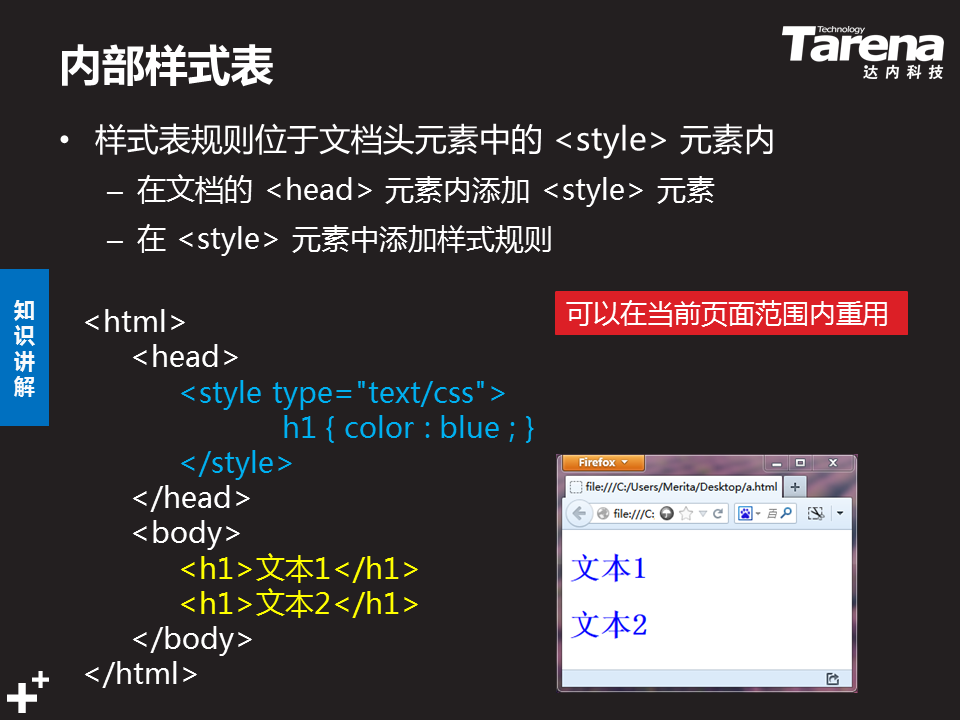 内部样式表
Technology
Tarena
达内科技
• 样式表规则位于文档头元素中的 <style> 元素内
– 在文档的 <head> 元素内添加 <style> 元素
– 在 <style> 元素中添加样式规则
知识讲解
可以在当前页面范围内重用
<html>
<head>
<style type="text/css">
h1 { color : blue ; }
</style>
</head>
<body>
<h1>文本1</h1>
<h1>文本2</h1>
</body>
</html>
Firefox
file:///C:/Users/Merita/Desktop/a.html
file:///C:
百
文本1
文本2